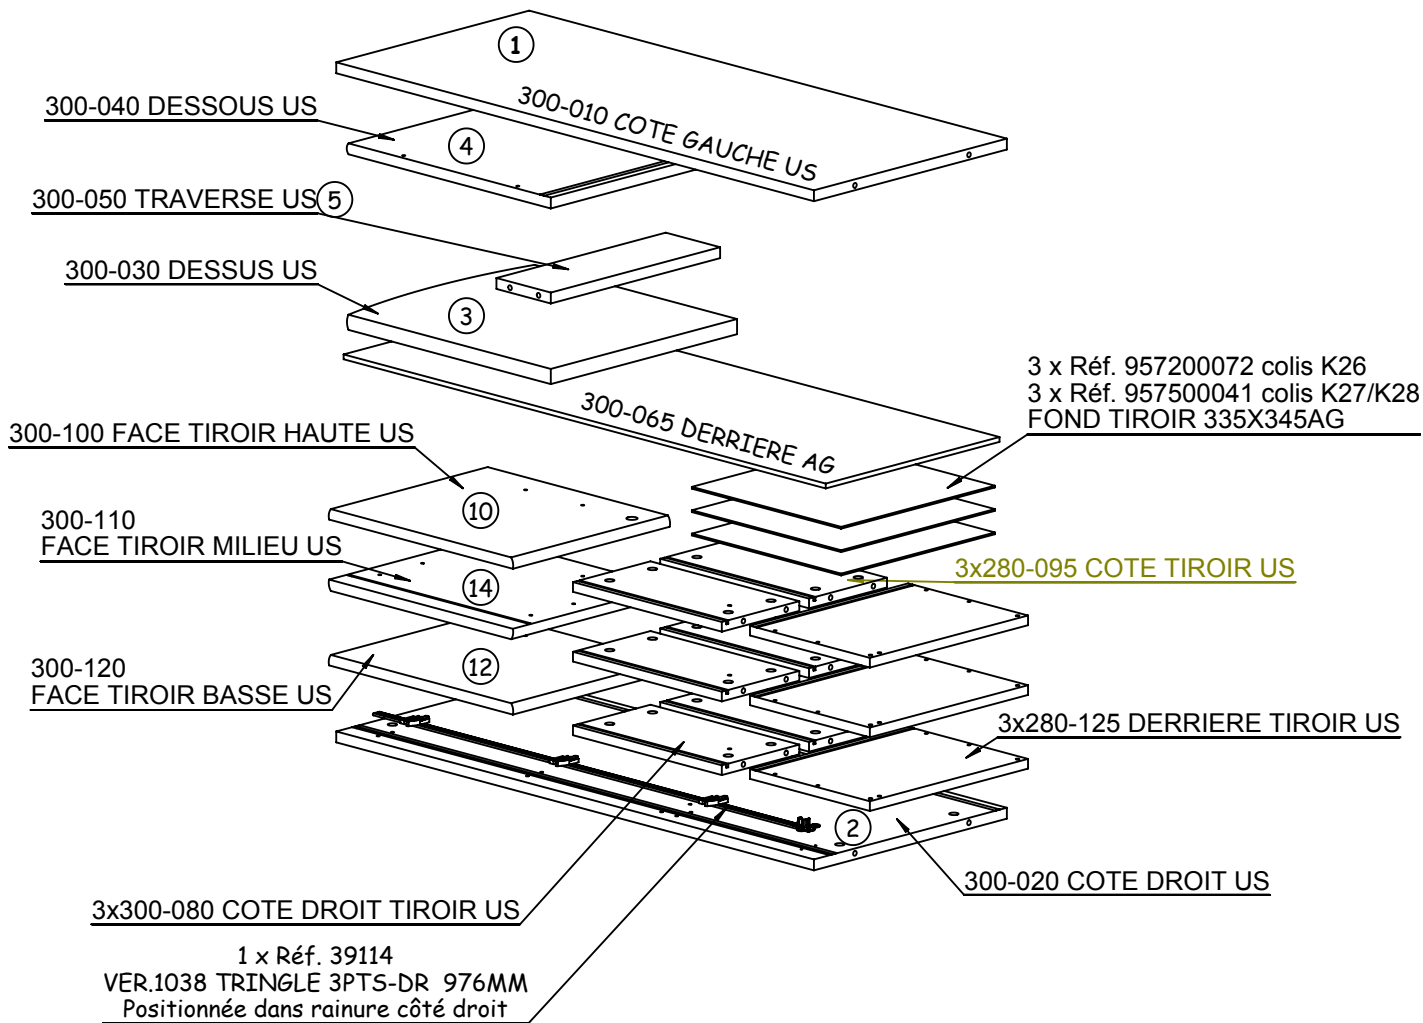 1
300-010 COTE GAUCHE US
300-040 DESSOUS US
4
300-050 TRAVERSE US
5
300-030 DESSUS US
3
300-065 DERRIERE AG
3 x Réf. 957200072 colis K26
3 x Réf. 957500041 colis K27/K28
FOND TIROIR 335X345AG
300-100 FACE TIROIR HAUTE US
10
300-110
FACE TIROIR MILIEU US
14
3x280-095 COTE TIROIR US
300-120
FACE TIROIR BASSE US
12
3x280-125 DERRIERE TIROIR US
2
300-020 COTE DROIT US
3x300-080 COTE DROIT TIROIR US
1 x Réf. 39114
VER.1038 TRINGLE 3PTS-DR 976MM
Positionnée dans rainure côté droit